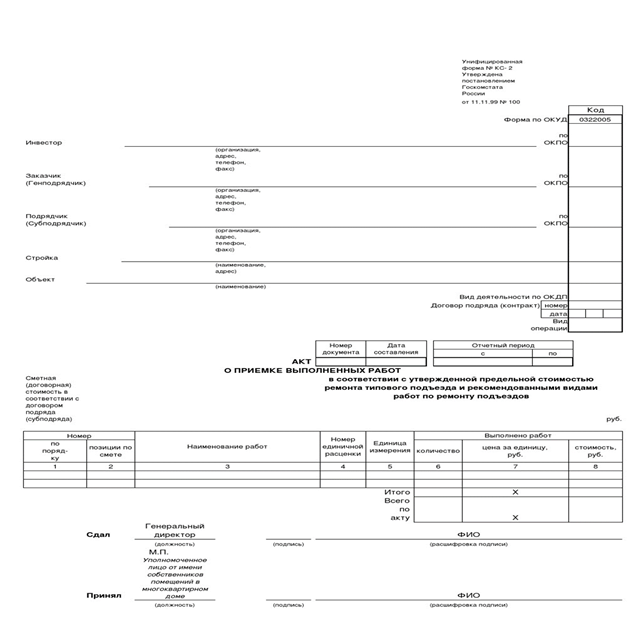 Унифицированная
форма № КС- 2
Утверждена
постановлением
Госкомстата
России
от 11.11.99 № 100
Код
Форма по ОКУД 0322005
Инвестор
по
ОКПО
(организация,
адрес,
телефон,
факс)
Заказчик
(Генподрядчик)
по
ОКПО
(организация,
адрес,
телефон,
факс)
Подрядчик
(Субподрядчик)
по
ОКПО
(организация,
адрес,
телефон,
факс)
Стройка
(наименование,
адрес)
Объект
(наименование)
Вид деятельности по ОКДП
Договор подряда (контракт) номер
дата
Вид
операции
Номер
документа
Дата
составления
Отчетный период
с по
АКТ
О ПРИЕМКЕ ВЫПОЛНЕННЫХ РАБОТ
в соответствии с утвержденной предельной стоимостью
ремонта типового подъезда и рекомендованными видами
работ по ремонту подъездов
Сметная
(договорная)
стоимость в
соответствии с
договором
подряда
(субподряда)
руб.
Номер
по
поряд-
ку
позиции по
смете
Наименование работ
Номер
единичной
расценки
Единица
измерения
Выполнено работ
количество
цена за единицу,
руб.
стоимость,
руб.
1 2 3 4 5 6 7 8
Итого X
Всего
по
акту X
Сдал
Генеральный
директор
ФИО
(должность) (подпись) (расшифровка подписи)
М.П.
Уполномоченное
лицо от имени
собственников
помещений в
многоквартирном
доме
Принял
ФИО
(должность) (подпись) (расшифровка подписи)